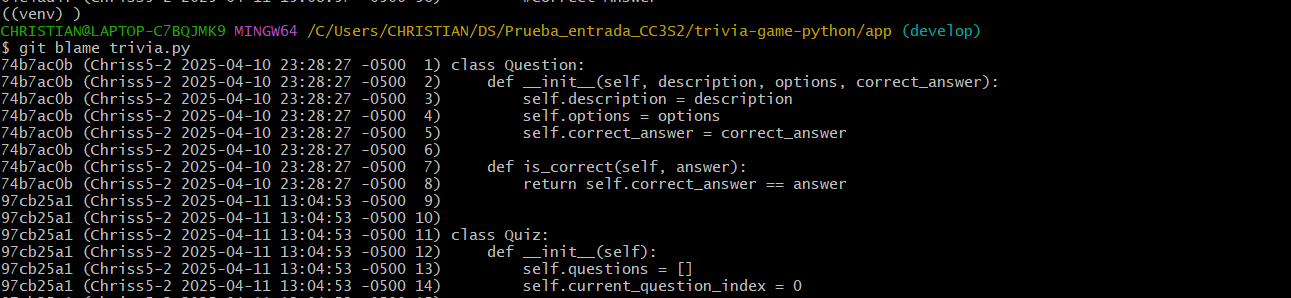 ((venv) )
CHRISTIAN@LAPTOP-C7BQJMK9 MINGW64 /C/Users/CHRISTIAN/DS/Prueba_entrada_CC3S2/trivia-game-python/app (develop)
$ git blame trivia.py
74b7ac0b (Chriss5-2 2025-04-10 23:28:27 -0500  1) class Question:
74b7ac0b (Chriss5-2 2025-04-10 23:28:27 -0500  2)     def __init__(self, description, options, correct_answer):
74b7ac0b (Chriss5-2 2025-04-10 23:28:27 -0500  3)         self.description = description
74b7ac0b (Chriss5-2 2025-04-10 23:28:27 -0500  4)         self.options = options
74b7ac0b (Chriss5-2 2025-04-10 23:28:27 -0500  5)         self.correct_answer = correct_answer
74b7ac0b (Chriss5-2 2025-04-10 23:28:27 -0500  6)
74b7ac0b (Chriss5-2 2025-04-10 23:28:27 -0500  7)     def is_correct(self, answer):
74b7ac0b (Chriss5-2 2025-04-10 23:28:27 -0500  8)         return self.correct_answer == answer
97cb25a1 (Chriss5-2 2025-04-11 13:04:53 -0500  9)
97cb25a1 (Chriss5-2 2025-04-11 13:04:53 -0500 10)
97cb25a1 (Chriss5-2 2025-04-11 13:04:53 -0500 11) class Quiz:
97cb25a1 (Chriss5-2 2025-04-11 13:04:53 -0500 12)     def __init__(self):
97cb25a1 (Chriss5-2 2025-04-11 13:04:53 -0500 13)         self.questions = []
97cb25a1 (Chriss5-2 2025-04-11 13:04:53 -0500 14)         self.current_question_index = 0